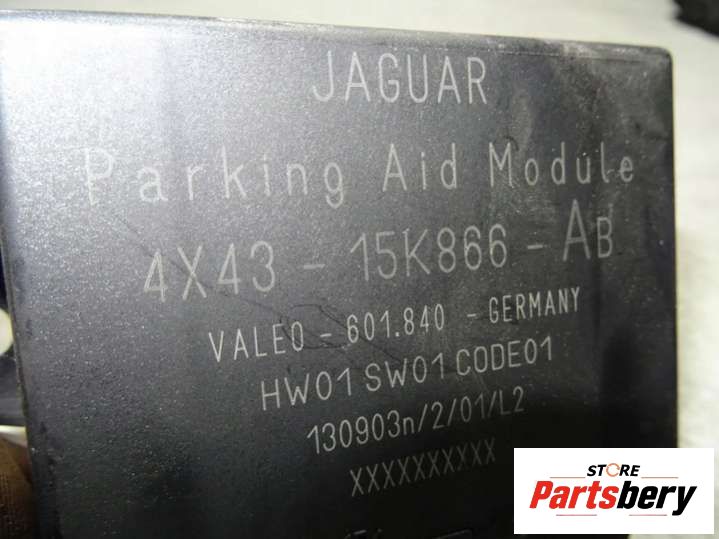 JAGUAR
Parking Aid Module
4X43 - 15K866 - AB
VALEO - 601.840 - GERMANY
HW01 SW01 CODE01
130903n/2/01/L2
XXXXXXXXXX
STORE
Partsbery